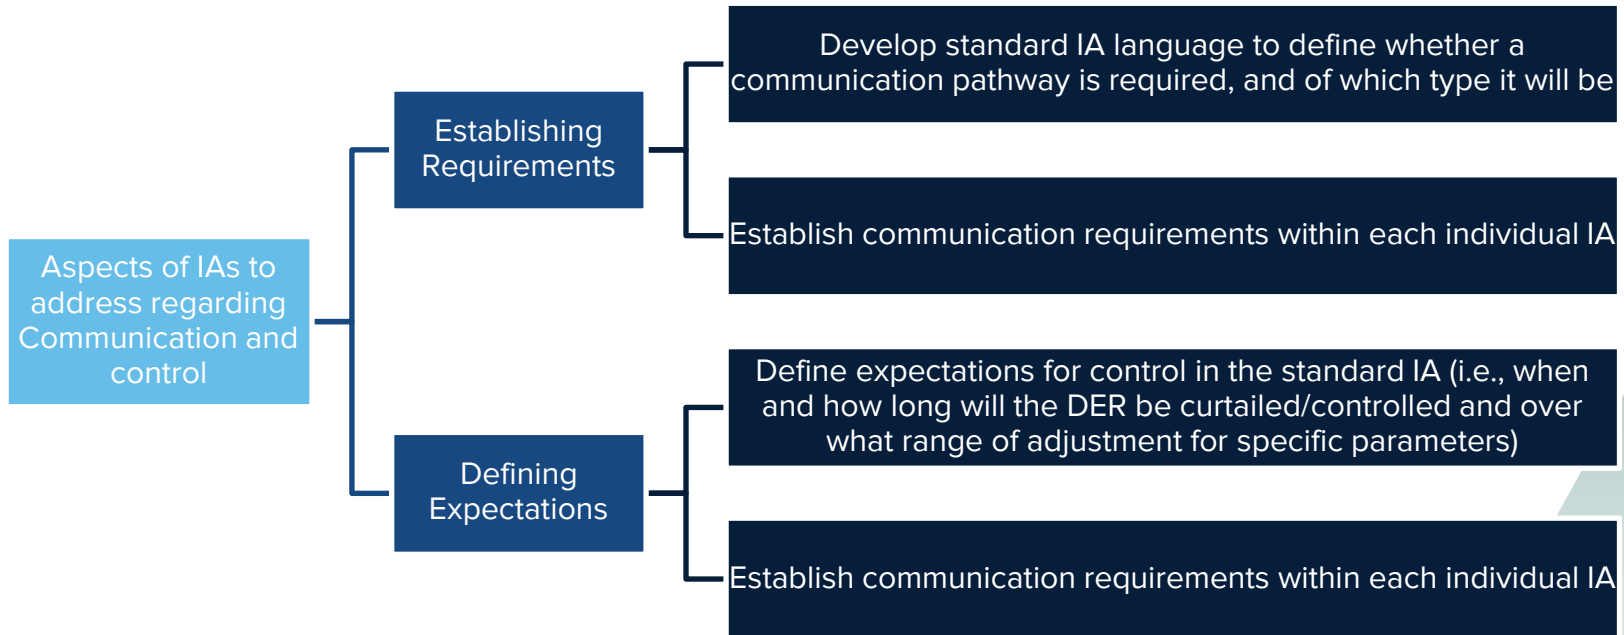 Aspects of IAs to
address regarding
Communication and
control
Establishing
Requirements
Develop standard IA language to define whether a
communication pathway is required, and of which type it will be
Establish communication requirements within each individual IA
Defining
Expectations
Define expectations for control in the standard IA (i.e., when
and how long will the DER be curtailed/controlled and over
what range of adjustment for specific parameters)
Establish communication requirements within each individual IA